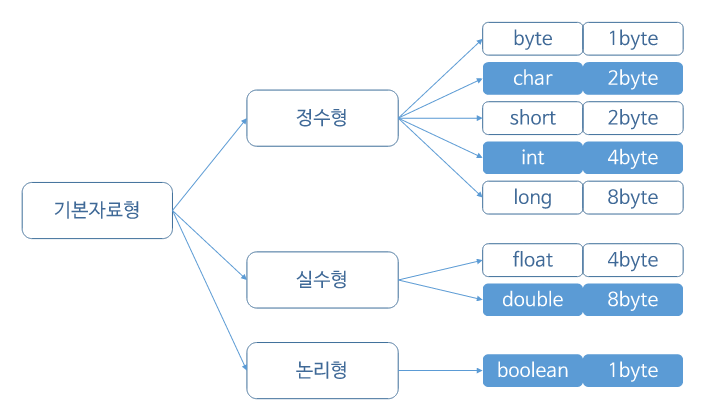 기본자료형
정수형
byte 1byte
char 2byte
short 2byte
int 4byte
long 8byte
실수형
float 4byte
double 8byte
논리형
boolean 1byte